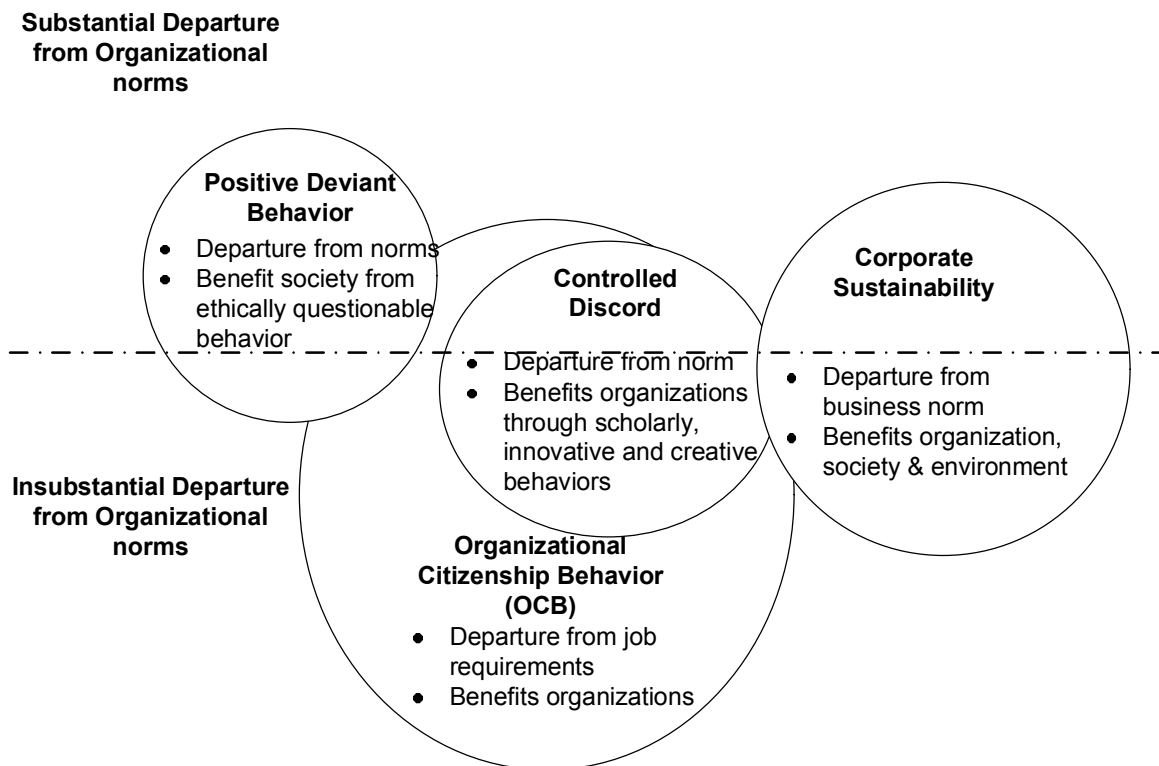 Substantial Departure
from Organizational
norms
Positive Deviant
Behavior
• Departure from norms
• Benefit society from
ethically questionable
behavior
Controlled
Discord
• Departure from norm
• Benefits organizations
through scholarly,
innovative and creative
behaviors
Corporate
Sustainability
• Departure from
business norm
• Benefits organization,
society & environment
Insubstantial Departure
from Organizational
norms
Organizational
Citizenship Behavior
(OCB)
• Departure from job
requirements
• Benefits organizations